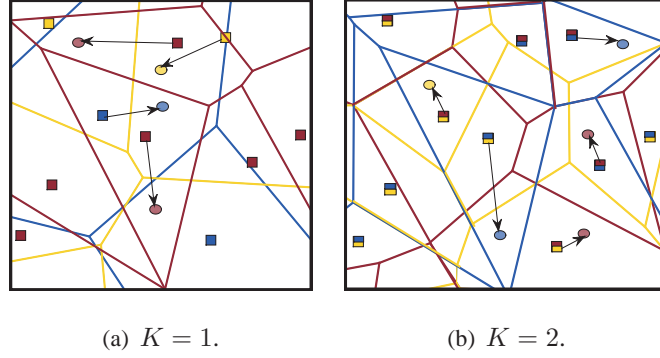 (a) K = 1.
(b) K = 2.